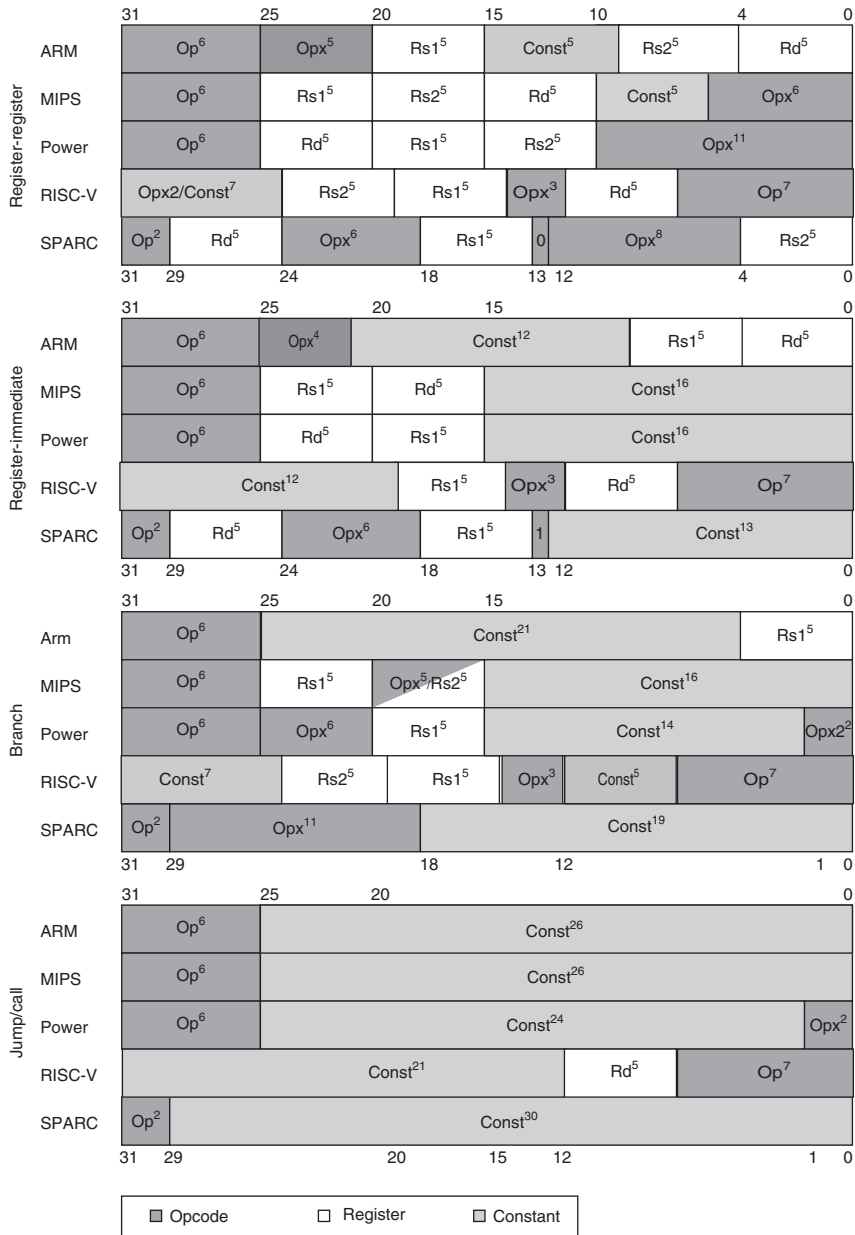 31 25 20 15 10 4 0
Register-register
ARM Op6 Opx5 Rs15 Const5 Rs25 Rd5
MIPS Op6 Rs15 Rs25 Rd5 Const5 Opx6
Power Op6 Rd5 Rs15 Rs25 Opx11
RISC-V Opx2/Const7 Rs25 Rs15 Opx3 Rd5 Op7
SPARC Op2 Rd5 Opx6 Rs15 0 Opx8 Rs25
31 29 24 18 13 12 4 0
31 25 20 15 0
Register-immediate
ARM Op6 Opx4 Const12 Rs15 Rd5
MIPS Op6 Rs15 Rd5 Const16
Power Op6 Rd5 Rs15 Const16
RISC-V Const12 Rs15 Opx3 Rd5 Op7
SPARC Op2 Rd5 Opx6 Rs15 1 Const13
31 29 24 18 13 12 0
31 25 20 15 0
Branch
Arm Op6 Const21 Rs15
MIPS Op6 Rs15 Opx5/Rs25 Const16
Power Op6 Opx6 Rs15 Const14 Opx22
RISC-V Const7 Rs25 Rs15 Opx3 Const5 Op7
SPARC Op2 Opx11 Const19
31 29 18 12 1 0
31 25 20 0
Jump/call
ARM Op6 Const26
MIPS Op6 Const26
Power Op6 Const24 Opx2
RISC-V Const21 Rd5 Op7
SPARC Op2 Const30
31 29 20 15 12 1 0
Opcode Register Constant